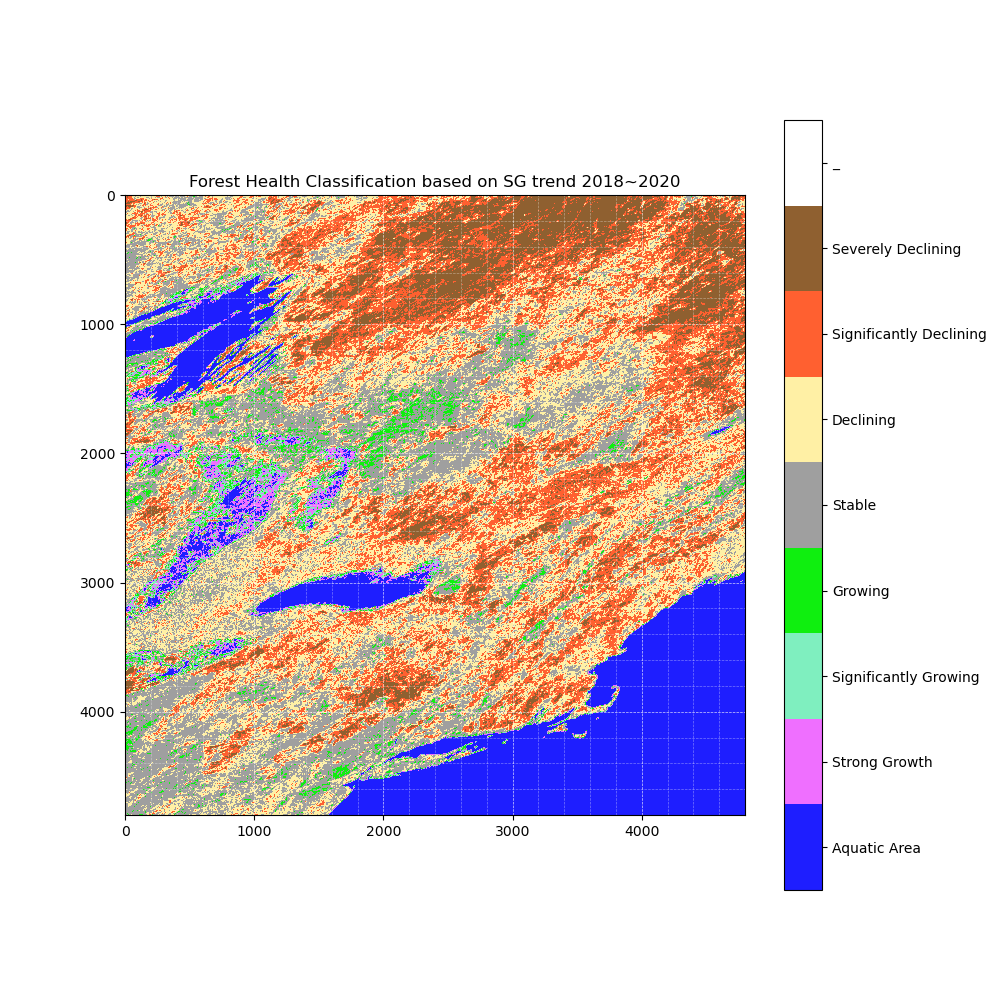 Forest Health Classification based on SG trend 2018~2020
0
1000
2000
3000
4000
0
1000
2000
3000
4000
_
Severely Declining
Significantly Declining
Declining
Stable
Growing
Significantly Growing
Strong Growth
Aquatic Area